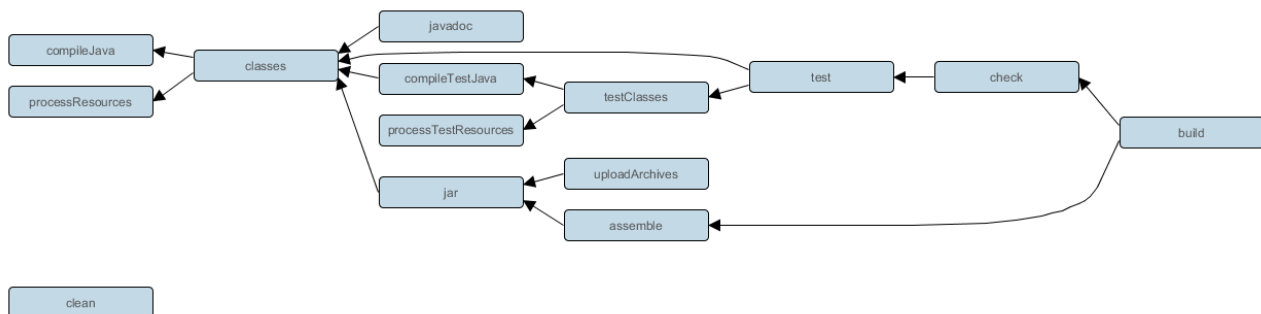 javadoc
compileJava
classes
compileTestJava
test
check
processResources
testClasses
processTestResources
build
uploadArchives
jar
assemble
clean